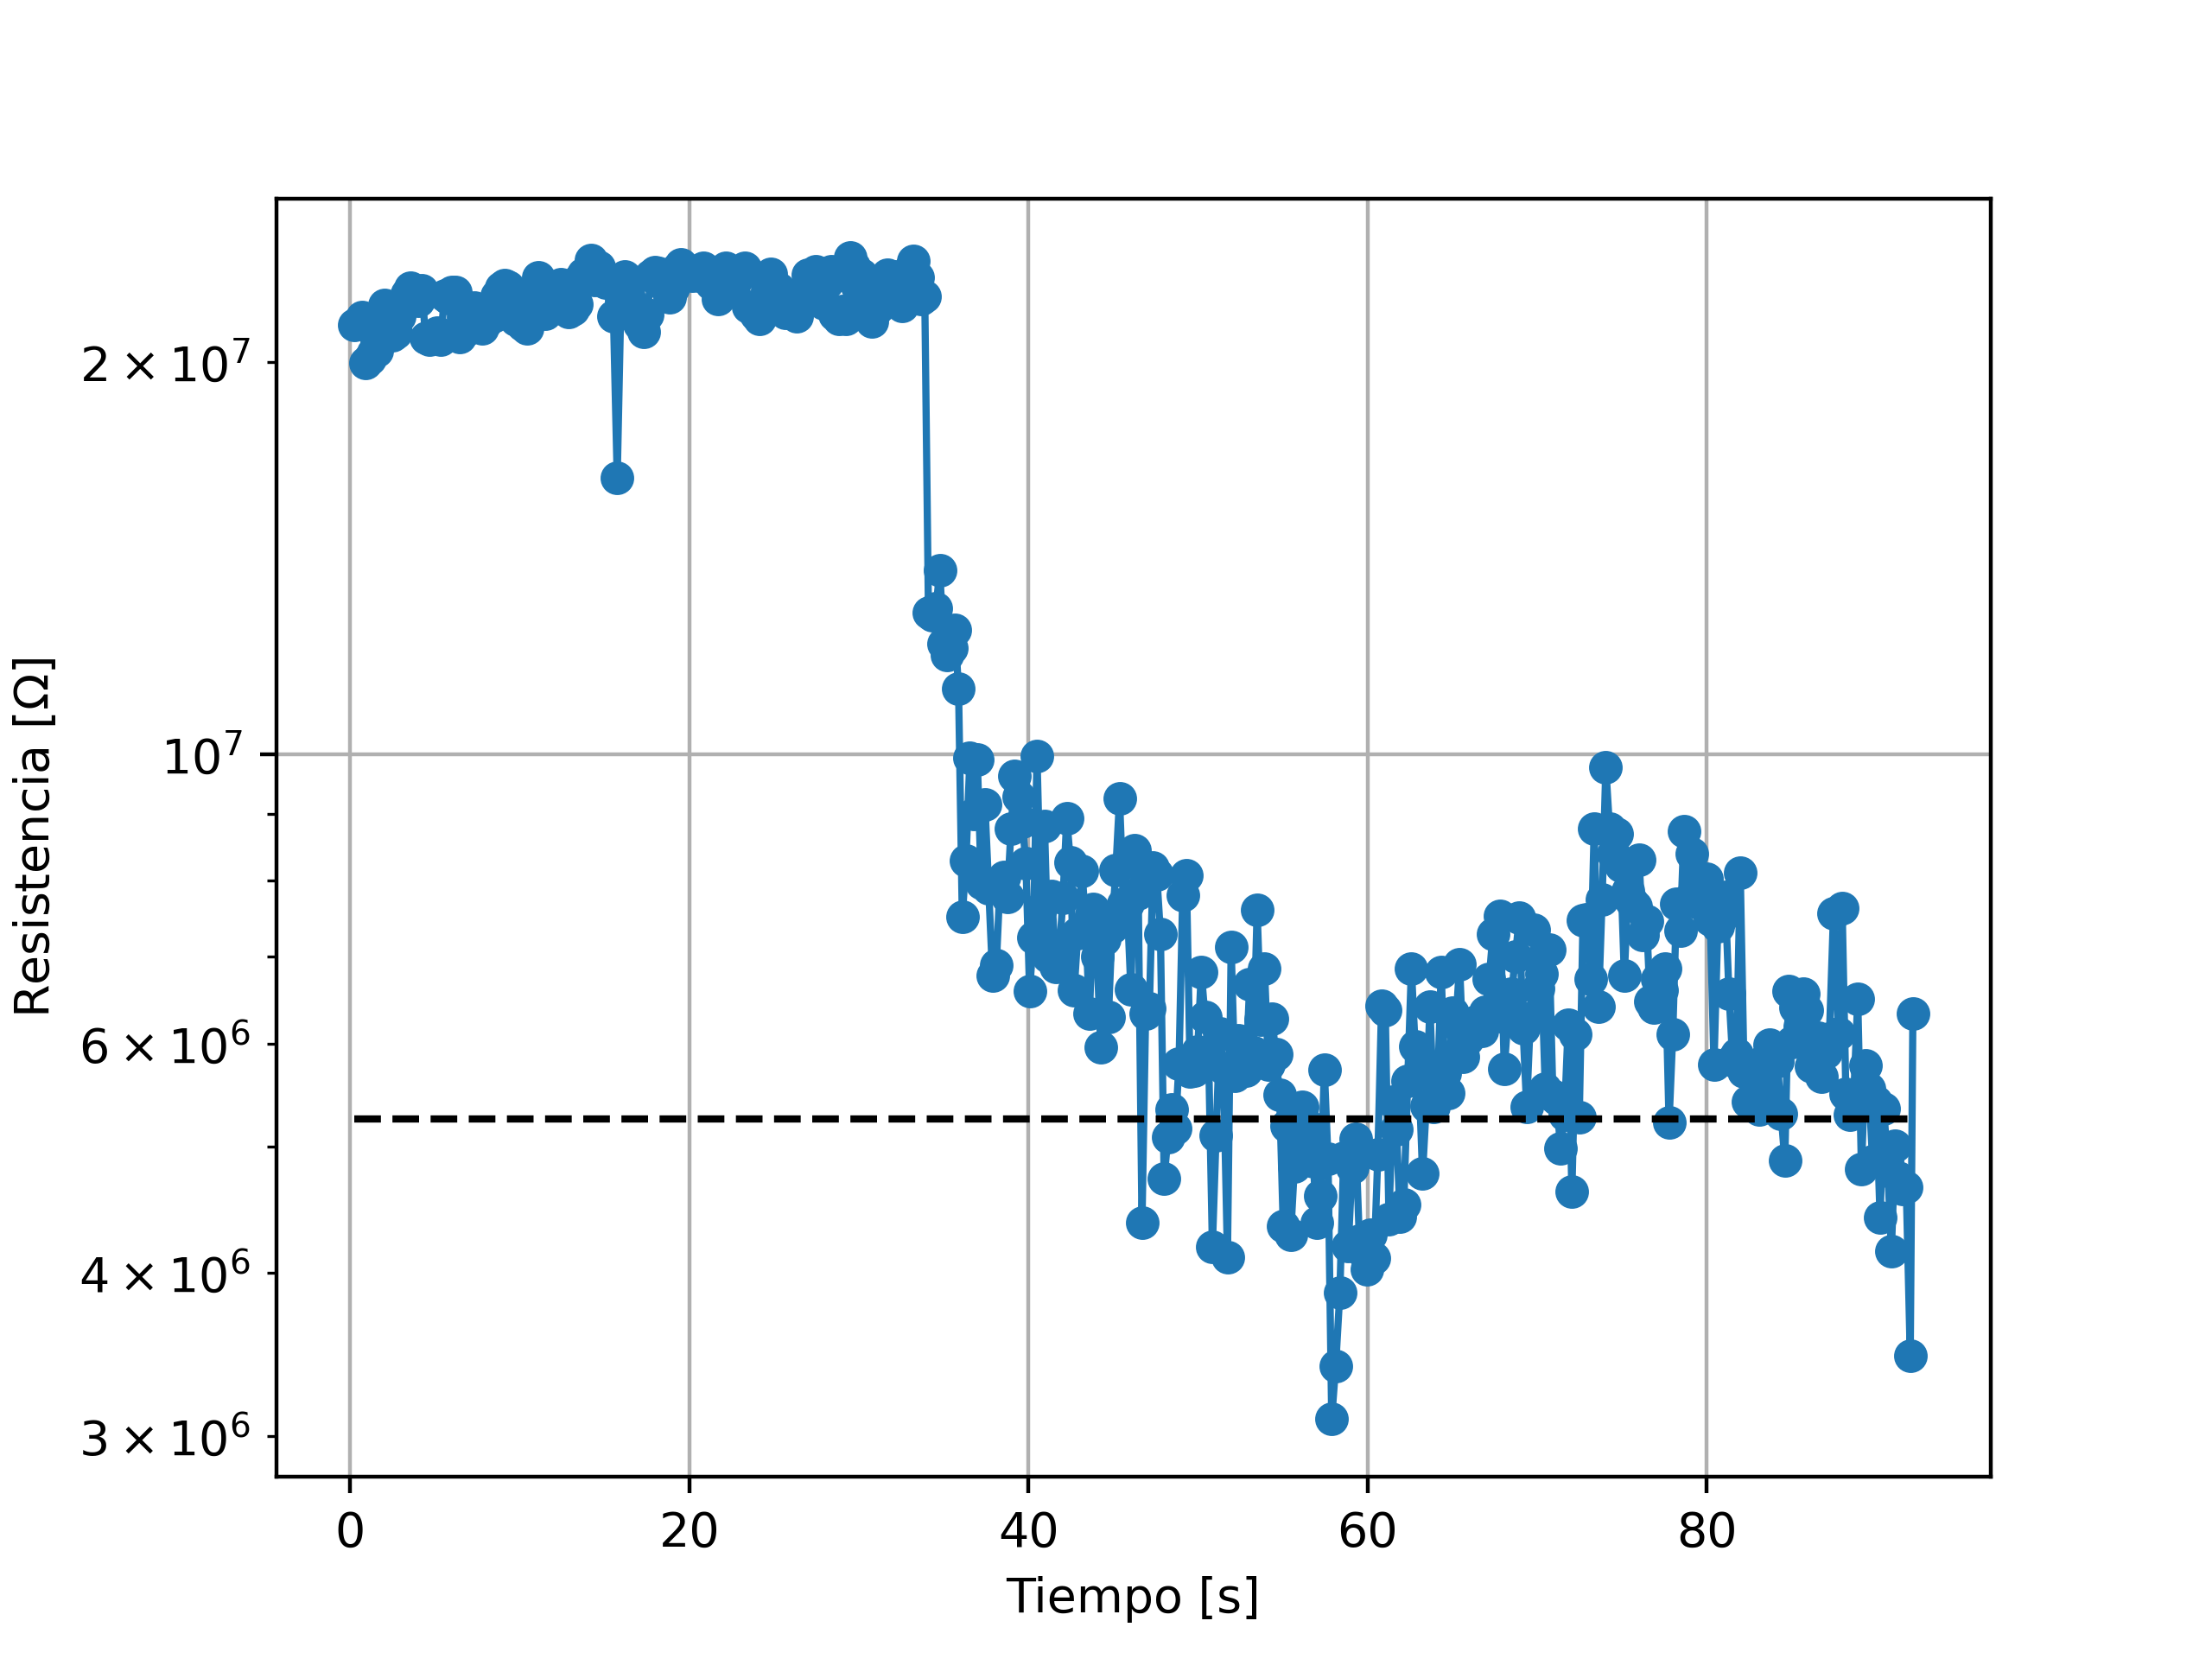 Resistencia [Ω]
2 × 10⁷
10⁷
6 × 10⁶
4 × 10⁶
3 × 10⁶
0 20 40 60 80
Tiempo [s]